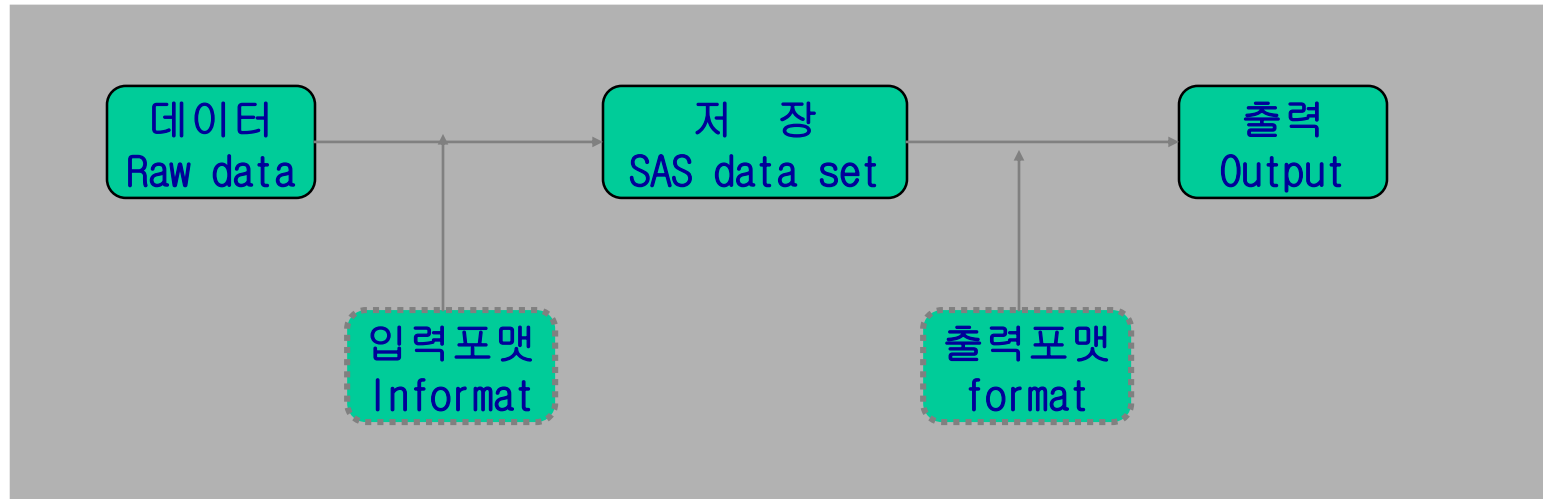 데이터
Raw data
저 장
SAS data set
출력
Output
입력포맷
Informat
출력포맷
format